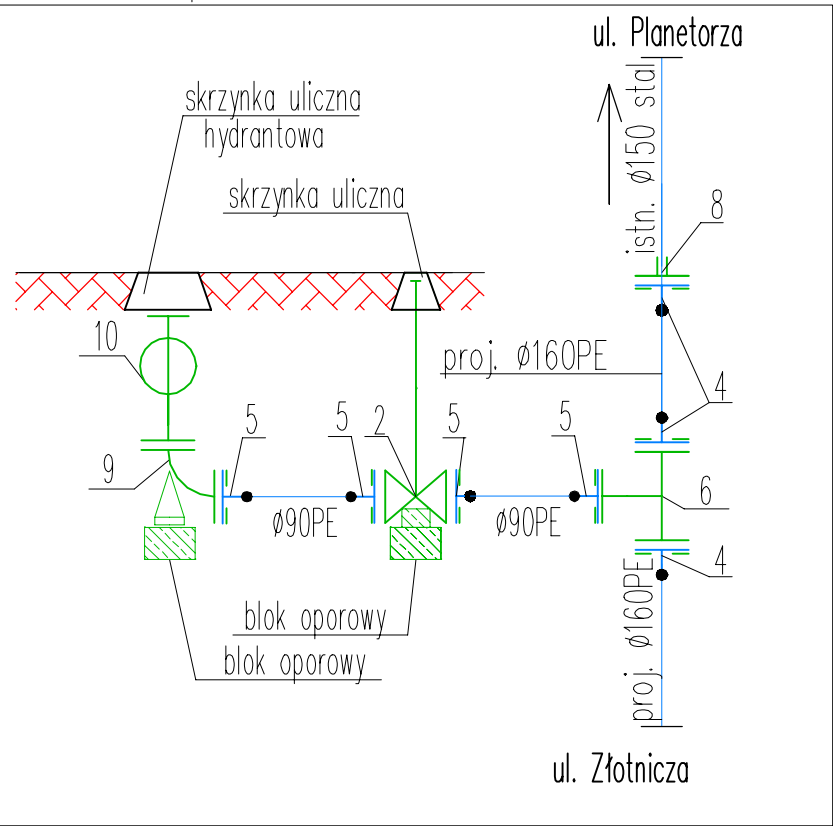 ul. Planetorza
skrzynka uliczna
hydrantowa
skrzynka uliczna
istn. ø150 stal
8
10
proj. ø160PE
4
5
5
2
5
5
9
6
ø90PE
ø90PE
4
blok oporowy
blok oporowy
proj. ø160PE
ul. Złotnicza